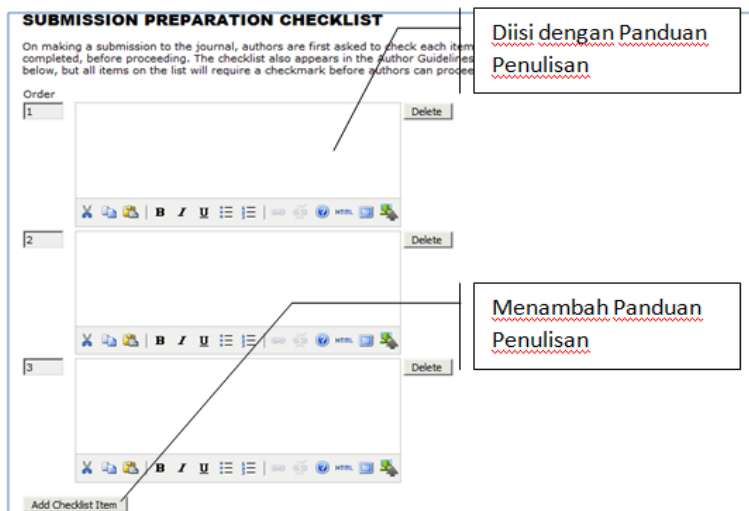 SUBMISSION PREPARATION CHECKLIST
On making a submission to the journal, authors are first asked to check each item
completed, before proceeding. The checklist also appears in the Author Guidelines
below, but all items on the list will require a checkmark before authors can procee
Diisi dengan Panduan
Penulisan
Order
1
Delete
B I U HTML
2
Delete
Menambah Panduan
Penulisan
B I U HTML
3
Delete
B I U HTML
Add Checklist Item